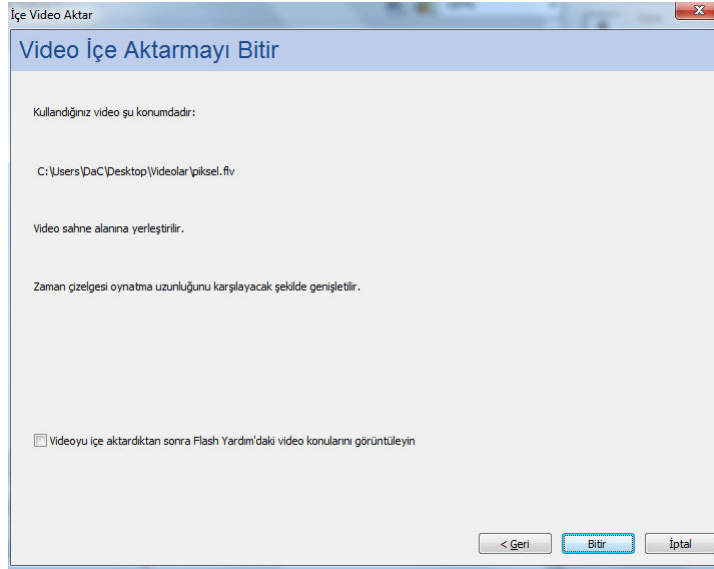 İçe Video Aktar
Video İçe Aktarmayı Bitir
Kullandığınız video şu konumdadır:
C:\Users\DaC\Desktop\Videolar\piksel.flv
Video sahne alanına yerleştirilir.
Zaman çizelgesi oynatma uzunluğunu karşılayacak şekilde genişletilir.
Videoyu içe aktardıktan sonra Flash Yardım'daki video konularını görüntüleyin
< Geri Bitir İptal